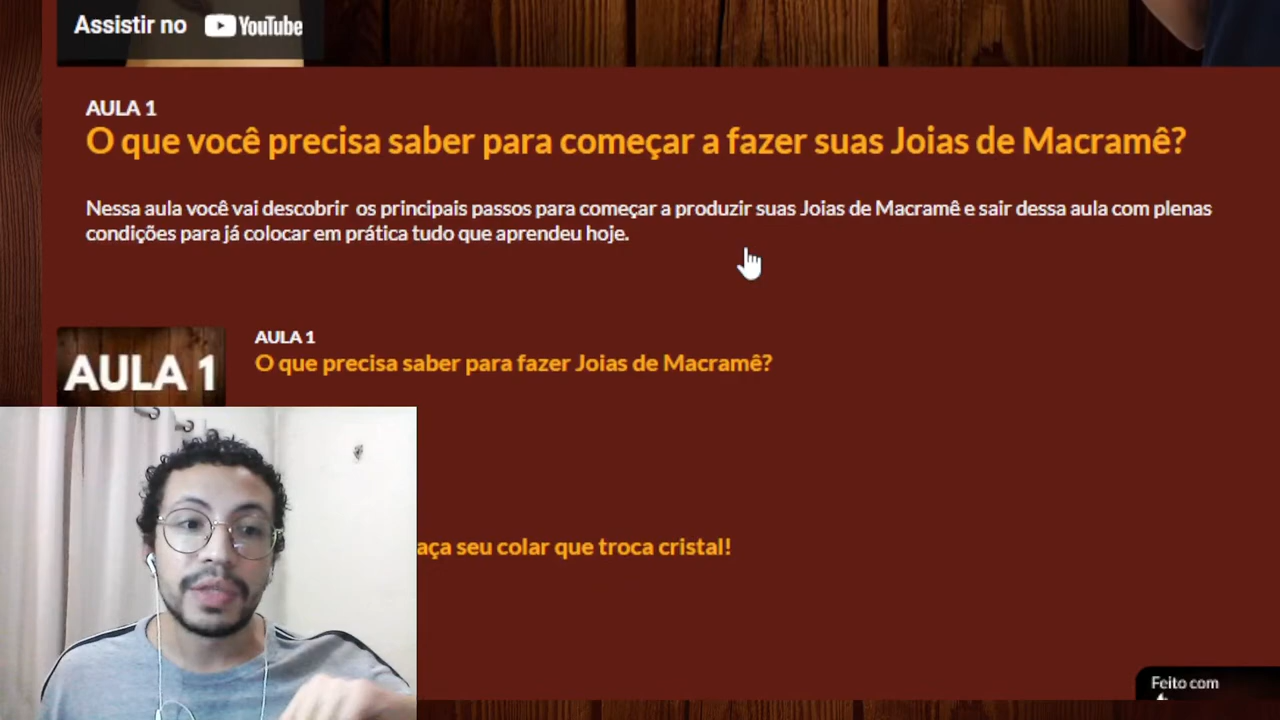 Assistir no YouTube
AULA 1
O que você precisa saber para começar a fazer suas Joias de Macramê?
Nessa aula você vai descobrir os principais passos para começar a produzir suas Joias de Macramê e sair dessa aula com plenas
condições para já colocar em prática tudo que aprendeu hoje.
AULA 1
AULA 1
O que precisa saber para fazer Joias de Macramê?
aça seu colar que troca cristal!
Feito com